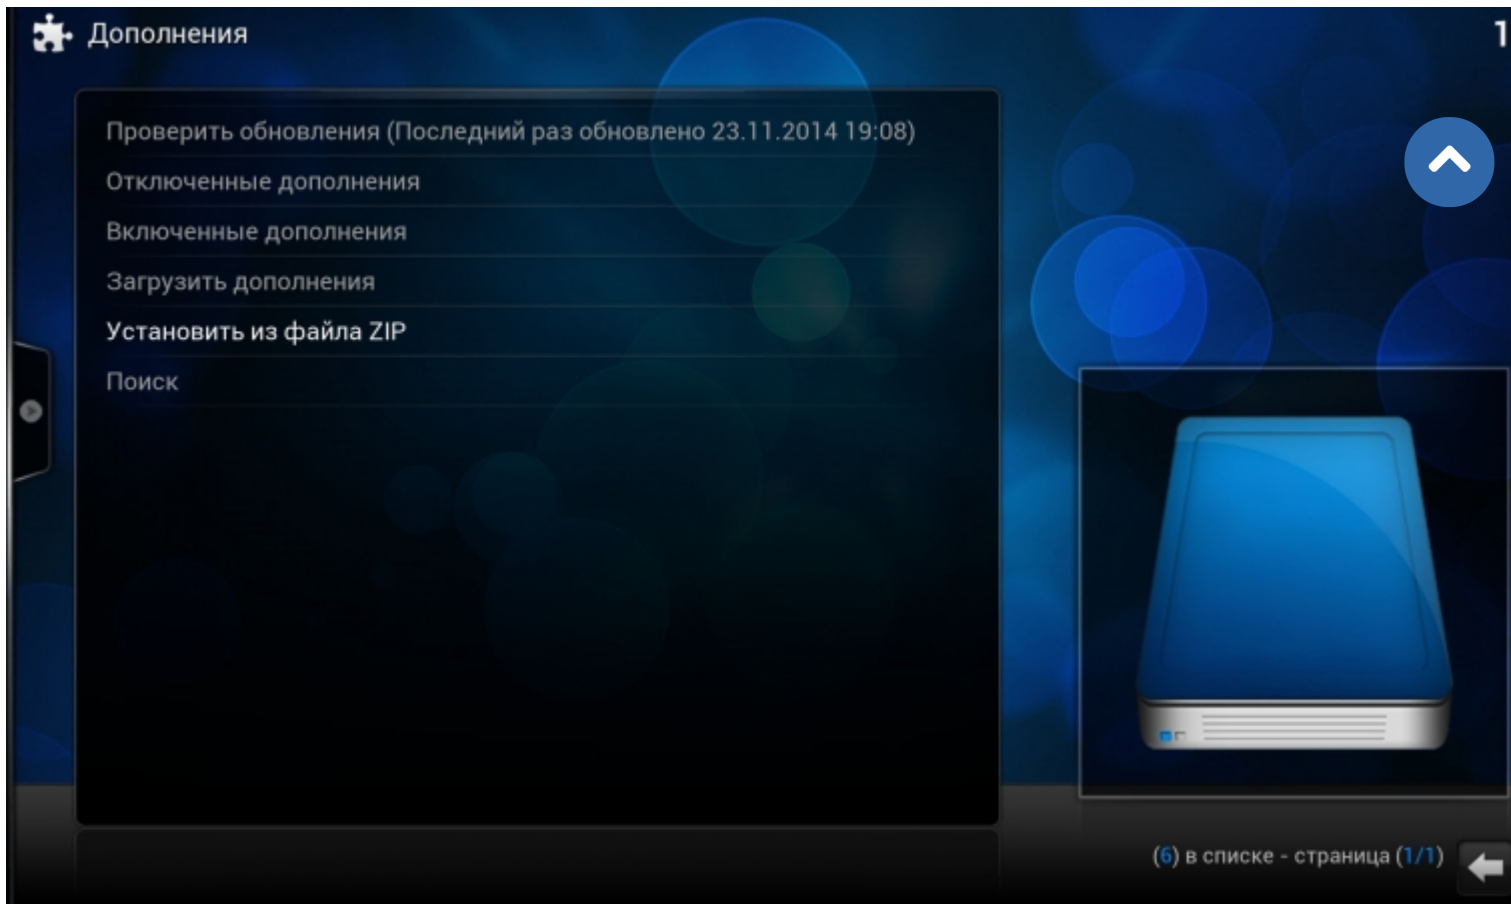 Дополнения
1
Проверить обновления (Последний раз обновлено 23.11.2014 19:08)
Отключенные дополнения
Включенные дополнения
Загрузить дополнения
Установить из файла ZIP
Поиск
(6) в списке - страница (1/1)